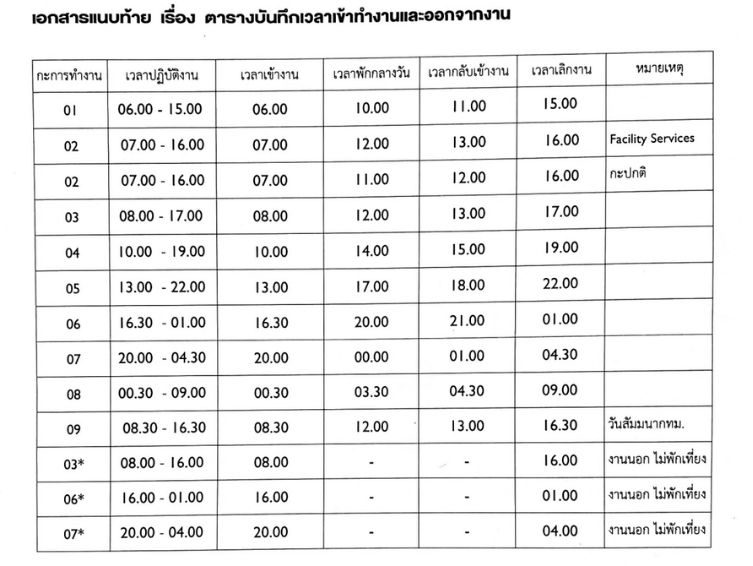 เอกสารแนบท้าย เรื่อง ตารางบันทึกเวลาเข้าทำงานและออกจากงาน
กะการทำงาน เวลาปฏิบัติงาน เวลาเข้างาน เวลาพักกลางวัน เวลากลับเข้างาน เวลาเลิกงาน หมายเหตุ
01 06.00 - 15.00 06.00 10.00 11.00 15.00
02 07.00 - 16.00 07.00 12.00 13.00 16.00 Facility Services
02 07.00 - 16.00 07.00 11.00 12.00 16.00 กะปกติ
03 08.00 - 17.00 08.00 12.00 13.00 17.00
04 10.00 - 19.00 10.00 14.00 15.00 19.00
05 13.00 - 22.00 13.00 17.00 18.00 22.00
06 16.30 - 01.00 16.30 20.00 21.00 01.00
07 20.00 - 04.30 20.00 00.00 01.00 04.30
08 00.30 - 09.00 00.30 03.30 04.30 09.00
09 08.30 - 16.30 08.30 12.00 13.00 16.30 วันสัมมนากทม.
03* 08.00 - 16.00 08.00 - - 16.00 งานนอก ไม่พักเที่ยง
06* 16.00 - 01.00 16.00 - - 01.00 งานนอก ไม่พักเที่ยง
07* 20.00 - 04.00 20.00 - - 04.00 งานนอก ไม่พักเที่ยง